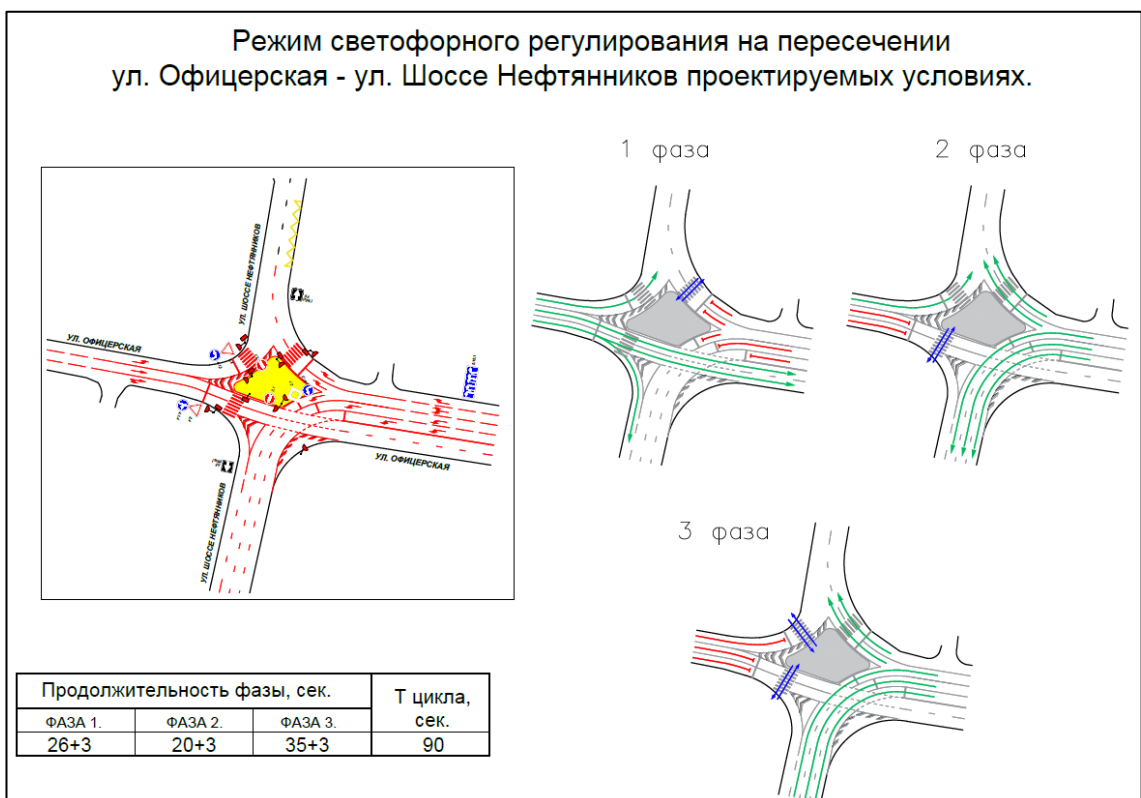 Режим светофорного регулирования на пересечении
ул. Офицерская - ул. Шоссе Нефтянников проектируемых условиях.
1 фаза
2 фаза
УЛ. ШОССЕ НЕФТЯННИКОВ
УЛ. ОФИЦЕРСКАЯ
УЛ. ОФИЦЕРСКАЯ
УЛ. ШОССЕ НЕФТЯННИКОВ
3 фаза
Продолжительность фазы, сек.
Т цикла, сек.
ФАЗА 1. ФАЗА 2. ФАЗА 3.
26+3 20+3 35+3 90